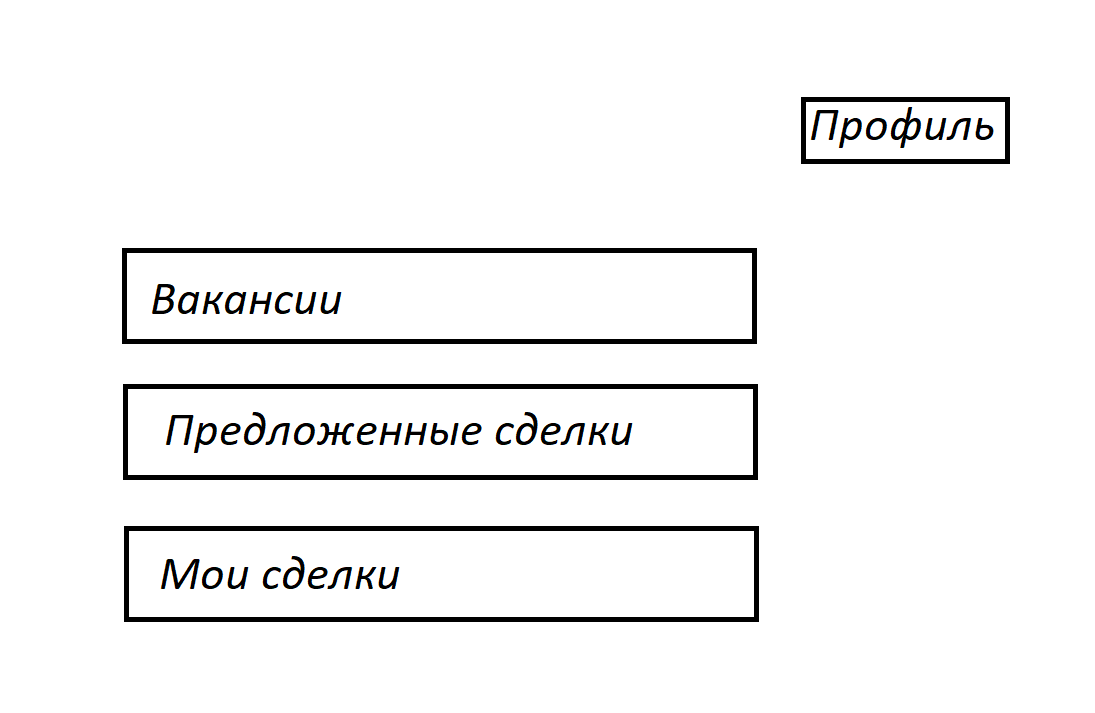 Профиль
Вакансии
Предложенные сделки
Мои сделки